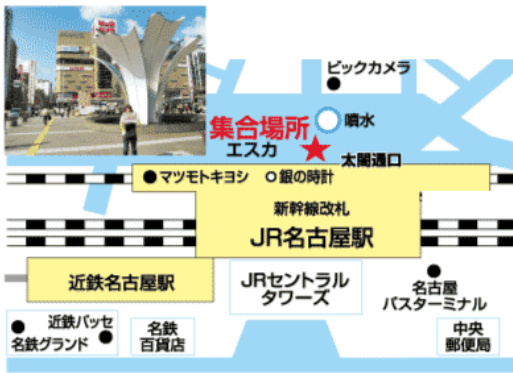 ビックカメラ
噴水
集合場所
エスカ
太閤通口
マツモトキヨシ
銀の時計
新幹線改札
JR名古屋駅
近鉄名古屋駅
JRセントラル
タワーズ
名古屋
バスターミナル
近鉄パッセ
名鉄グランド
名鉄
百貨店
中央
郵便局